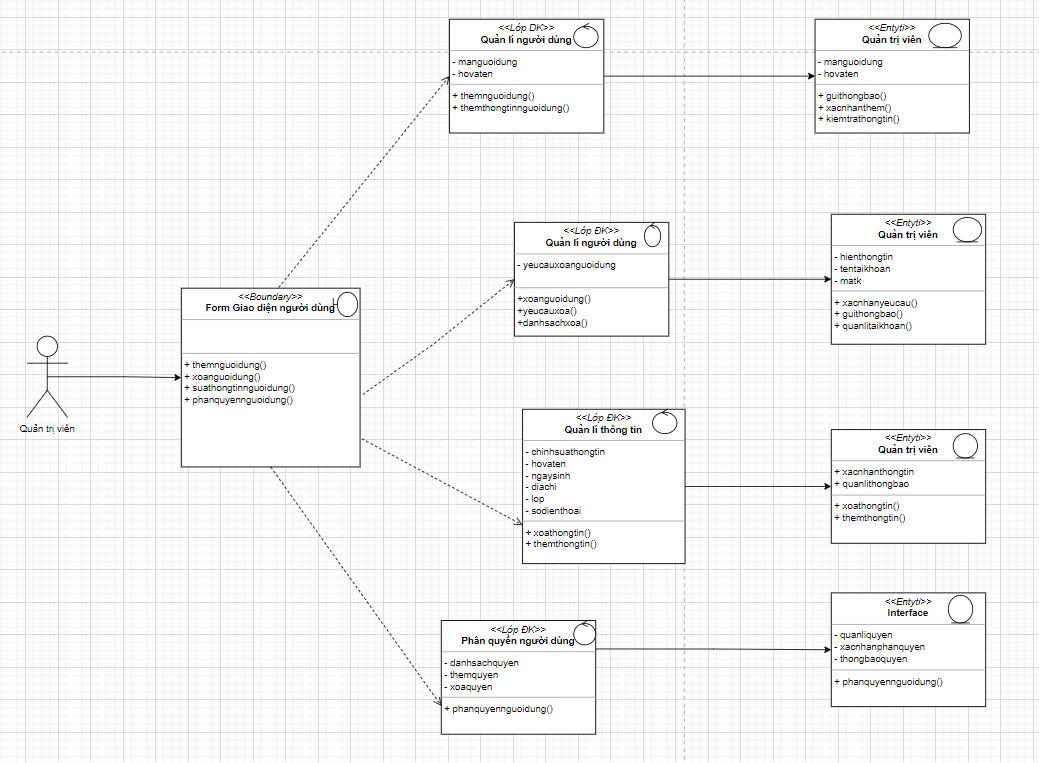 <<Lớp ĐK>>
Quản lí người dùng
- manguoidung
- hovaten
+ themnguoidung()
+ themthongtinnguoidung()
<<Entyti>>
Quản trị viên
- manguoidung
- hovaten
+ guithongbao()
+ xacnhanthem()
+ kiemtrathongtin()
<<Lớp ĐK>>
Quản lí người dùng
- yeucauxoanguoidung
+xoanguoidung()
+yeucauxoa()
+danhsachxoa()
<<Entyti>>
Quản trị viên
- hienthongtin
- tentaikhoan
- matk
+ xacnhanyeucau()
+ guithongbao()
+ quanlitaikhoan()
<<Boundary>>
Form Giao diện người dùng
+ themnguoidung()
+ xoanguoidung()
+ suathongtinnguoidung()
+ phanquyennguoidung()
Quản trị viên
<<Lớp ĐK>>
Quản lí thông tin
- chinhsuathongtin
- hovaten
- ngaysinh
- diachi
- lop
- sodienthoai
+ xoathongtin()
+ themthongtin()
<<Entyti>>
Quản trị viên
+ xacnhanthongtin
+ quanlithongbao
+ xoathongtin()
+ themthongtin()
<<Lớp ĐK>>
Phân quyền người dùng
- danhsachquyen
- themquyen
- xoaquyen
+ phanquyennguoidung()
<<Entyti>>
Interface
- quanliquyen
- xacnhanphanquyen
- thongbaoquyen
+ phanquyennguoidung()